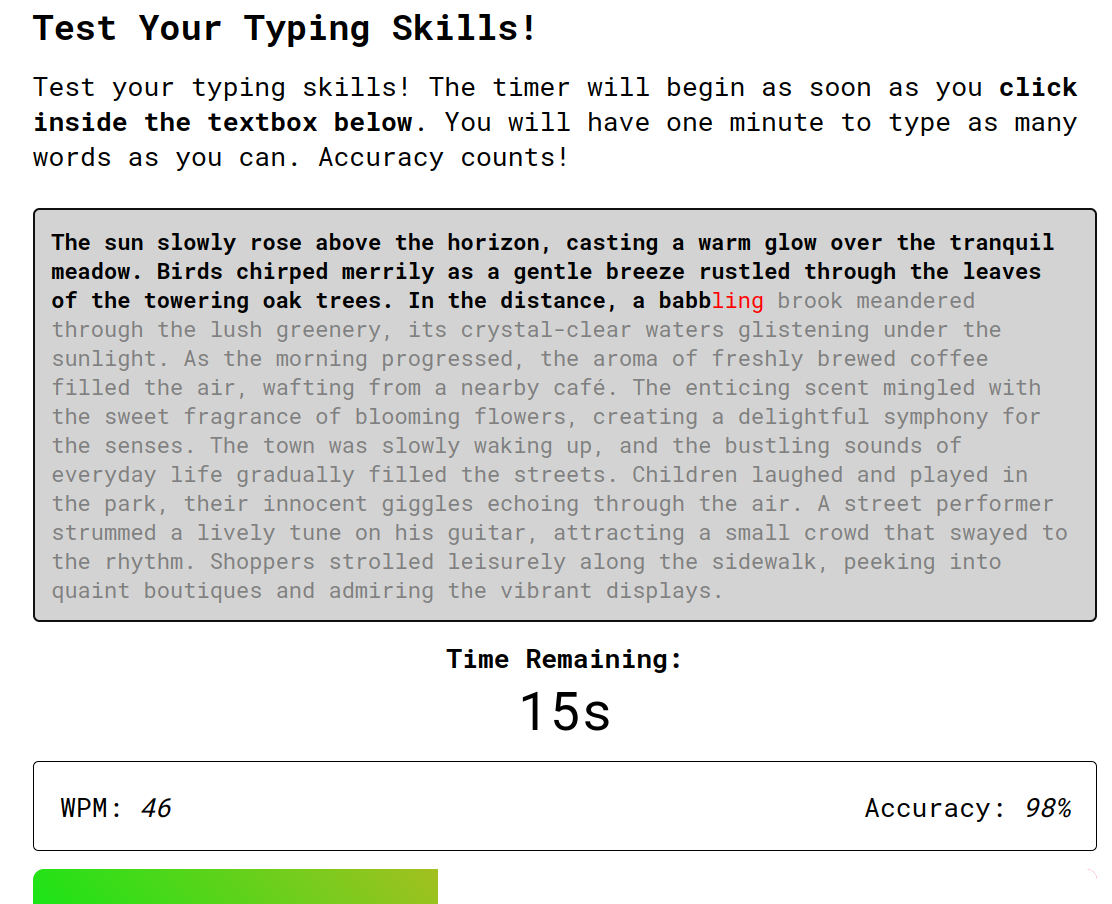 Test Your Typing Skills!
Test your typing skills! The timer will begin as soon as you click
inside the textbox below. You will have one minute to type as many
words as you can. Accuracy counts!
The sun slowly rose above the horizon, casting a warm glow over the tranquil
meadow. Birds chirped merrily as a gentle breeze rustled through the leaves
of the towering oak trees. In the distance, a babbling brook meandered
through the lush greenery, its crystal-clear waters glistening under the
sunlight. As the morning progressed, the aroma of freshly brewed coffee
filled the air, wafting from a nearby café. The enticing scent mingled with
the sweet fragrance of blooming flowers, creating a delightful symphony for
the senses. The town was slowly waking up, and the bustling sounds of
everyday life gradually filled the streets. Children laughed and played in
the park, their innocent giggles echoing through the air. A street performer
strummed a lively tune on his guitar, attracting a small crowd that swayed to
the rhythm. Shoppers strolled leisurely along the sidewalk, peeking into
quaint boutiques and admiring the vibrant displays.
Time Remaining:
15s
WPM: 46
Accuracy: 98%